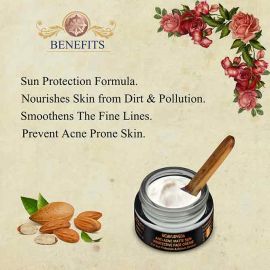 BENEFITS
Sun Protection Formula.
Nourishes Skin from Dirt & Pollution.
Smoothens The Fine Lines.
Prevent Acne Prone Skin.